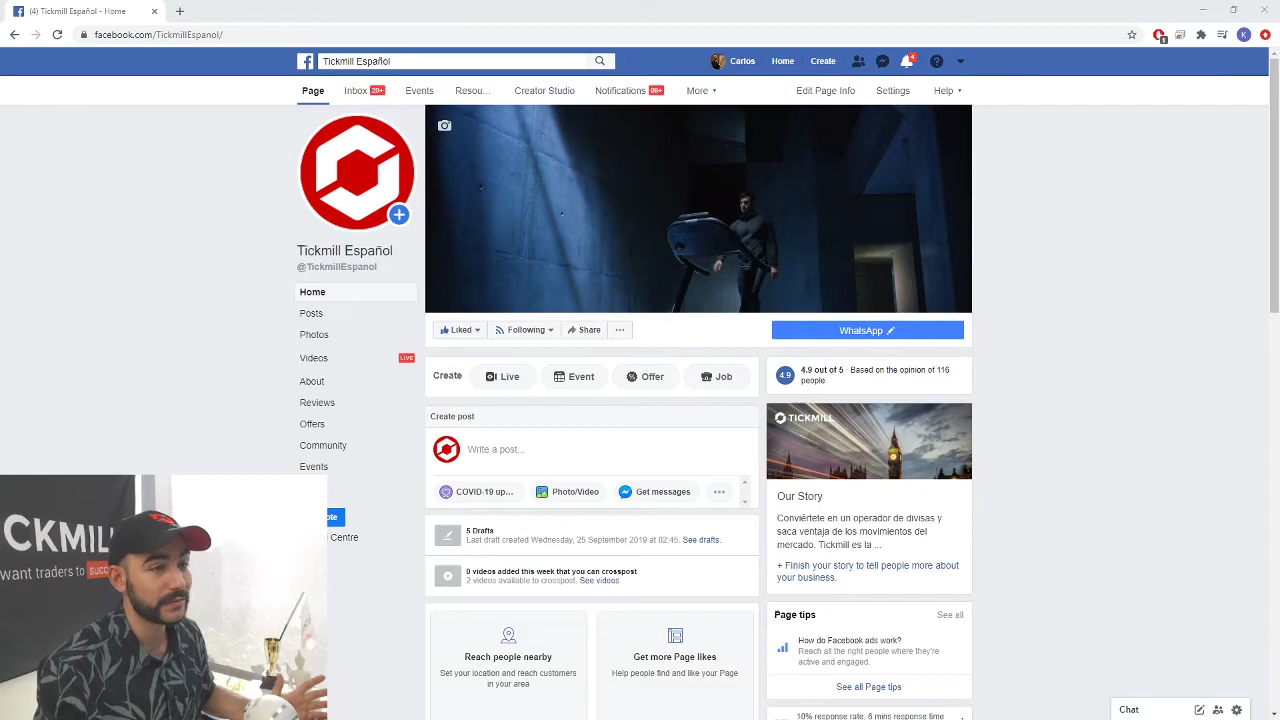 (4) Tickmill Español - Home
facebook.com/TickmillEspanol/
Tickmill Español
Carlos
Home
Create
4
Page
Inbox 20+
Events
Resou...
Creator Studio
Notifications 99+
More
Edit Page Info
Settings
Help
Tickmill Español
@TickmillEspanol
Home
Posts
Photos
Videos
LIVE
About
Reviews
Offers
Community
Events
Centre
Liked
Following
Share
WhatsApp
Create
Live
Event
Offer
Job
Create post
Write a post...
COVID-19 up...
Photo/Video
Get messages
5 Drafts
Last draft created Wednesday, 25 September 2019 at 02:45. See drafts.
0 videos added this week that you can crosspost
2 videos available to crosspost. See videos.
Reach people nearby
Set your location and reach customers
in your area
Get more Page likes
Help people find and like your Page
4.9
4.9 out of 5 · Based on the opinion of 116
people
TICKMILL
Our Story
Conviértete en un operador de divisas y
saca ventaja de los movimientos del
mercado. Tickmill es la ...
+ Finish your story to tell people more about
your business.
Page tips
See all
How do Facebook ads work?
Reach all the right people where they're
active and engaged.
See all Page tips
10% response rate, 6 mins response time
Chat
TICKMILL
want traders to